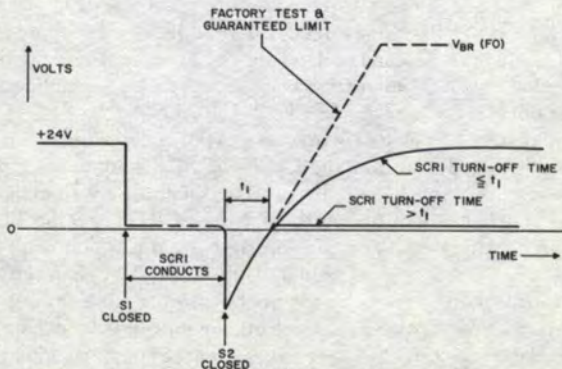 FACTORY TEST &
GUARANTEED LIMIT
VBR (FO)
VOLTS
+24V
t1
SCR1 TURN-OFF TIME
≦ t1
SCR1 TURN-OFF TIME
> t1
0
TIME
SCR1
CONDUCTS
S1
CLOSED
S2
CLOSED